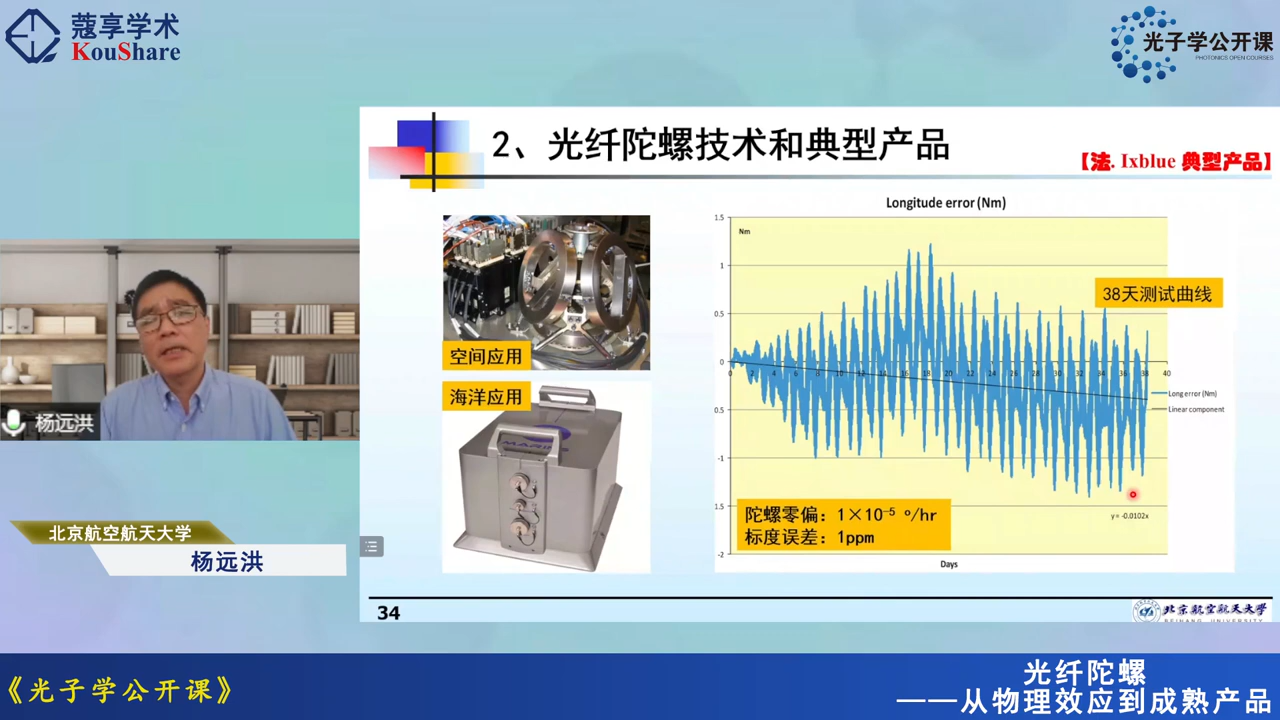 蔻享学术
KouShare
光子学公开课
PHOTONICS OPEN COURSES
2、光纤陀螺技术和典型产品
【法. Ixblue 典型产品】
空间应用
海洋应用
Longitude error (Nm)
Nm
1.5
1
0.5
0
0.5
-1
1.5
-2
0 2 4 6 8 10 12 14 16 18 20 22 24 26 28 30 32 34 36 38 40
38天测试曲线
Long error (Nm)
Linear component
y = -0.0102x
陀螺零偏：1×10⁻⁵ º/hr
标度误差：1ppm
Days
34
北京航空航天大学
BEIHANG UNIVERSITY
杨远洪
北京航空航天大学
杨远洪
《光子学公开课》
光纤陀螺
——从物理效应到成熟产品